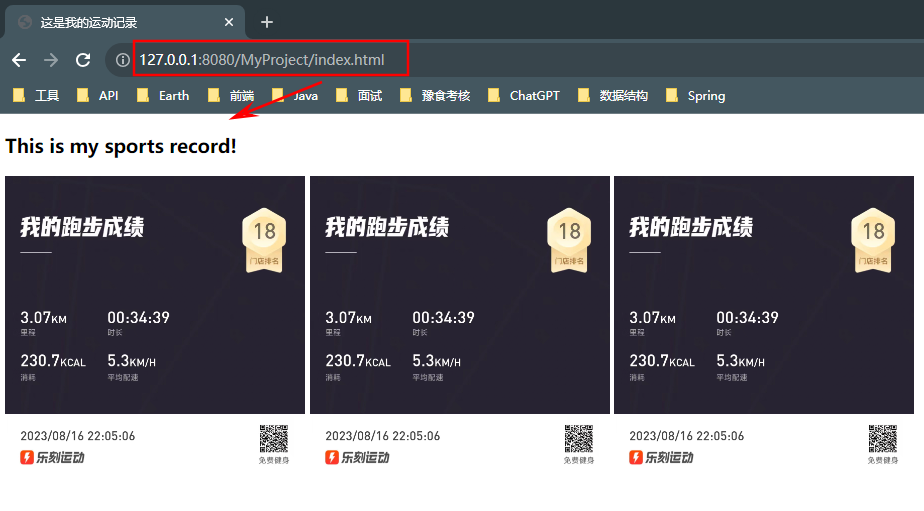 这是我的运动记录
127.0.0.1:8080/MyProject/index.html
工具 API Earth 前端 Java 面试 豫食考核 ChatGPT 数据结构 Spring
This is my sports record!
我的跑步成绩 18 我的跑步成绩 18 我的跑步成绩 18
门店排名 门店排名 门店排名
3.07KM 00:34:39 3.07KM 00:34:39 3.07KM 00:34:39
里程 时长 里程 时长 里程 时长
230.7KCAL 5.3KM/H 230.7KCAL 5.3KM/H 230.7KCAL 5.3KM/H
消耗 平均配速 消耗 平均配速 消耗 平均配速
2023/08/16 22:05:06 2023/08/16 22:05:06 2023/08/16 22:05:06
乐刻运动 免费健身 乐刻运动 免费健身 乐刻运动 免费健身